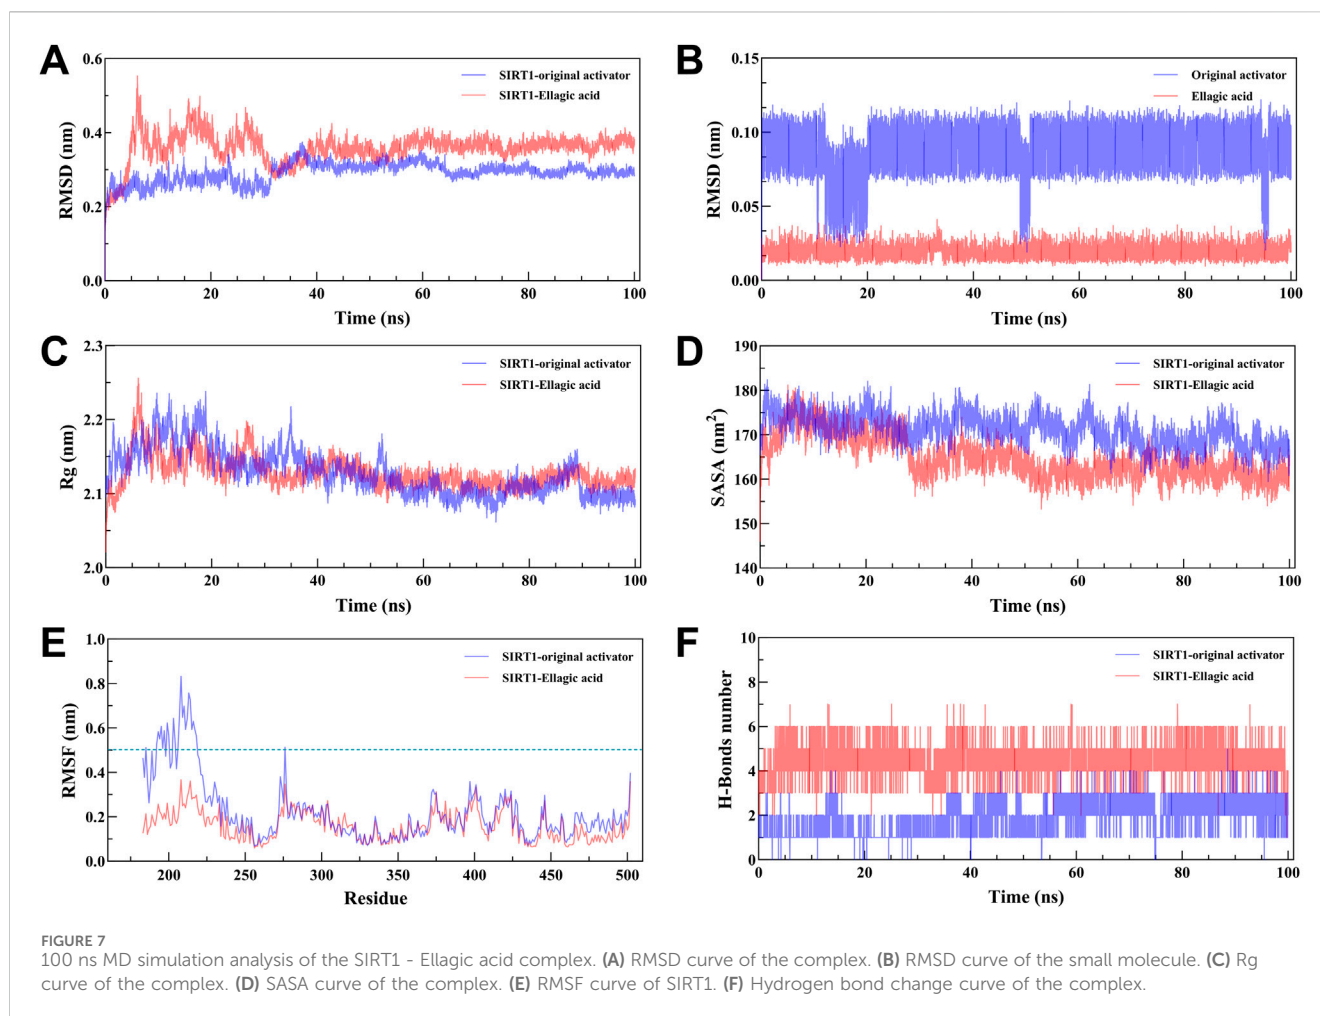 A
RMSD (nm)
0.6
0.4
0.2
0.0
SIRT1-original activator
SIRT1-Ellagic acid
0 20 40 60 80 100
Time (ns)
B
RMSD (nm)
0.15
0.10
0.05
0.00
Original activator
Ellagic acid
0 20 40 60 80 100
Time (ns)
C
Rg (nm)
2.3
2.2
2.1
2.0
SIRT1-original activator
SIRT1-Ellagic acid
0 20 40 60 80 100
Time (ns)
D
SASA (nm²)
190
180
170
160
150
140
SIRT1-original activator
SIRT1-Ellagic acid
0 20 40 60 80 100
Time (ns)
E
RMSF (nm)
1.0
0.8
0.6
0.4
0.2
0.0
SIRT1-original activator
SIRT1-Ellagic acid
200 250 300 350 400 450 500
Residue
F
H-Bonds number
10
8
6
4
2
0
SIRT1-original activator
SIRT1-Ellagic acid
0 20 40 60 80 100
Time (ns)
FIGURE 7
100 ns MD simulation analysis of the SIRT1 - Ellagic acid complex. (A) RMSD curve of the complex. (B) RMSD curve of the small molecule. (C) Rg
curve of the complex. (D) SASA curve of the complex. (E) RMSF curve of SIRT1. (F) Hydrogen bond change curve of the complex.